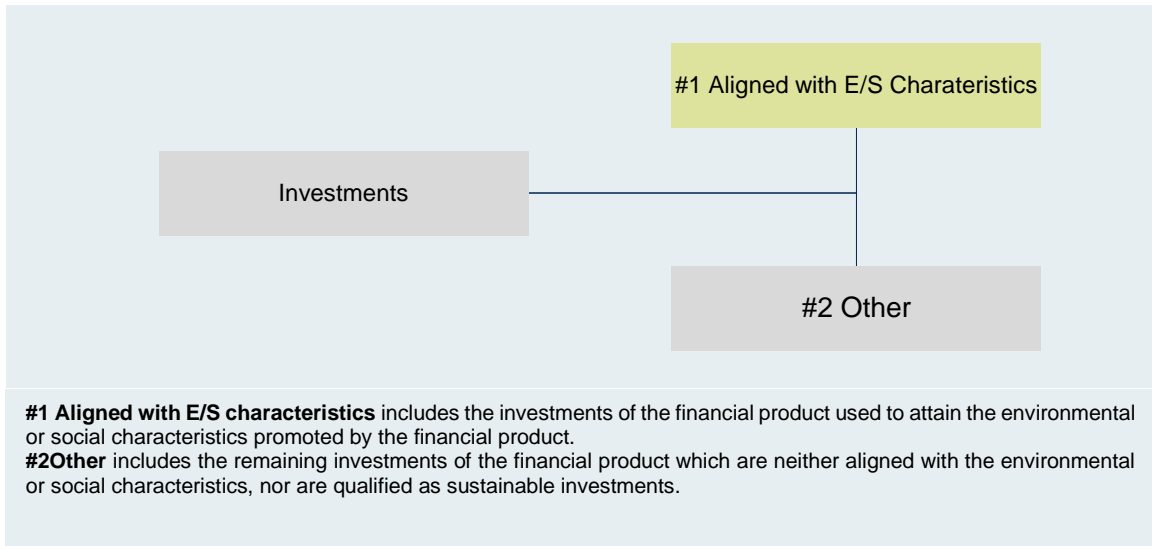 #1 Aligned with E/S Charateristics
Investments
#2 Other
#1 Aligned with E/S characteristics includes the investments of the financial product used to attain the environmental
or social characteristics promoted by the financial product.
#2Other includes the remaining investments of the financial product which are neither aligned with the environmental
or social characteristics, nor are qualified as sustainable investments.